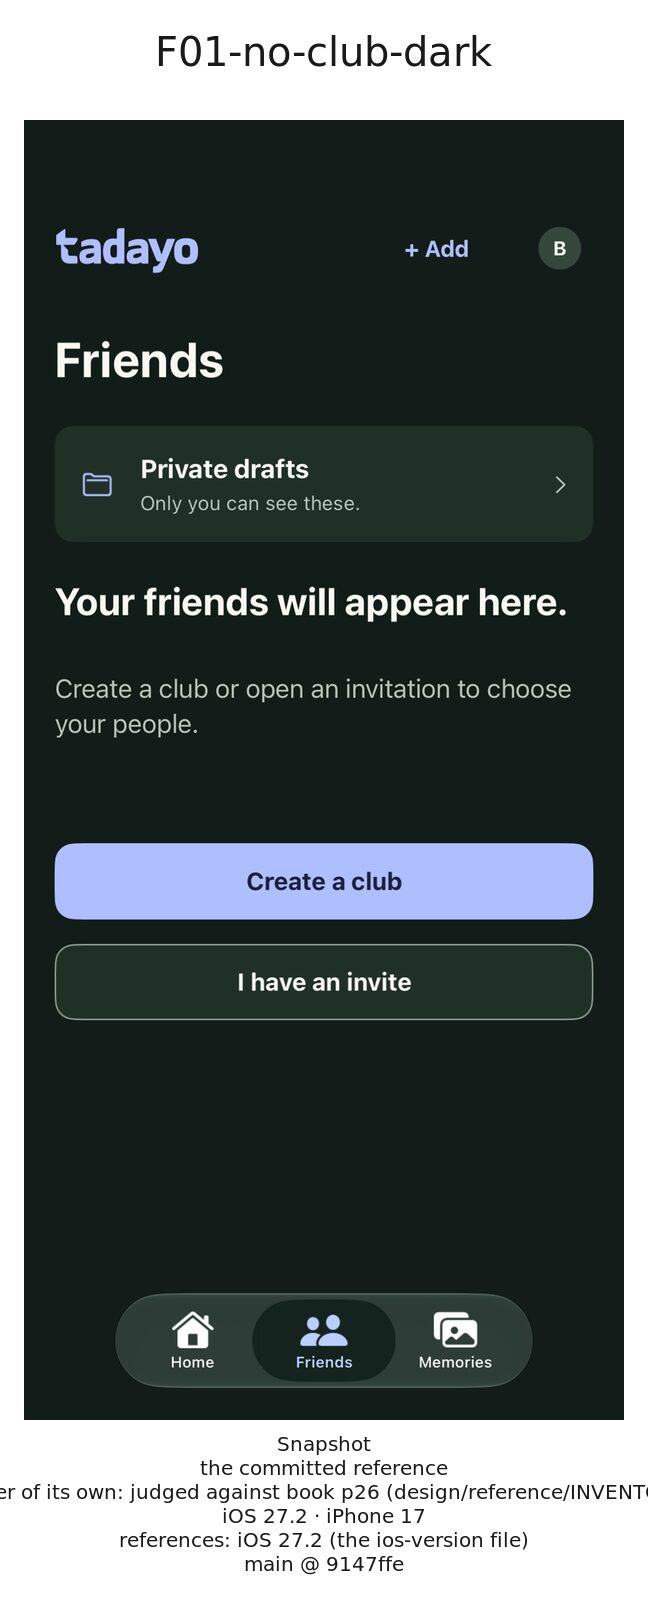 F01-no-club-dark
tadayo
+ Add
B
Friends
Private drafts
Only you can see these.
Your friends will appear here.
Create a club or open an invitation to choose
your people.
Create a club
I have an invite
Home
Friends
Memories
Snapshot
the committed reference
of its own: judged against book p26 (design/reference/
iOS 27.2 · iPhone 17
references: iOS 27.2 (the ios-version file)
main @ 9147ffe